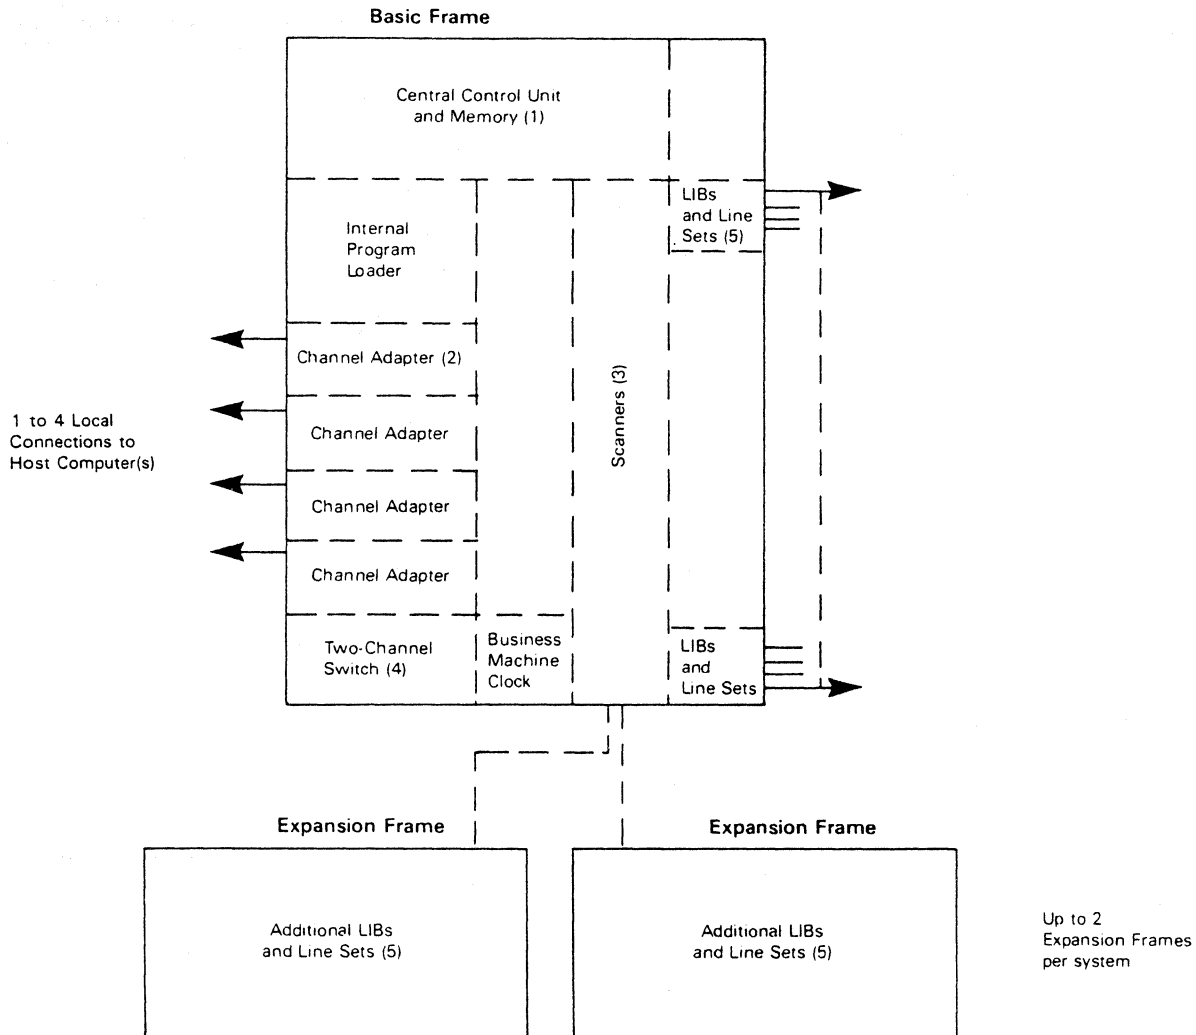 Basic Frame
Central Control Unit
and Memory (1)
LIBs
and Line
Sets (5)
Internal
Program
Loader
Channel Adapter (2)
Scanners (3)
1 to 4 Local
Connections to
Host Computer(s)
Channel Adapter
Channel Adapter
Channel Adapter
Two-Channel
Switch (4)
Business
Machine
Clock
LIBs
and
Line Sets
Expansion Frame
Expansion Frame
Additional LIBs
and Line Sets (5)
Additional LIBs
and Line Sets (5)
Up to 2
Expansion Frames
per system